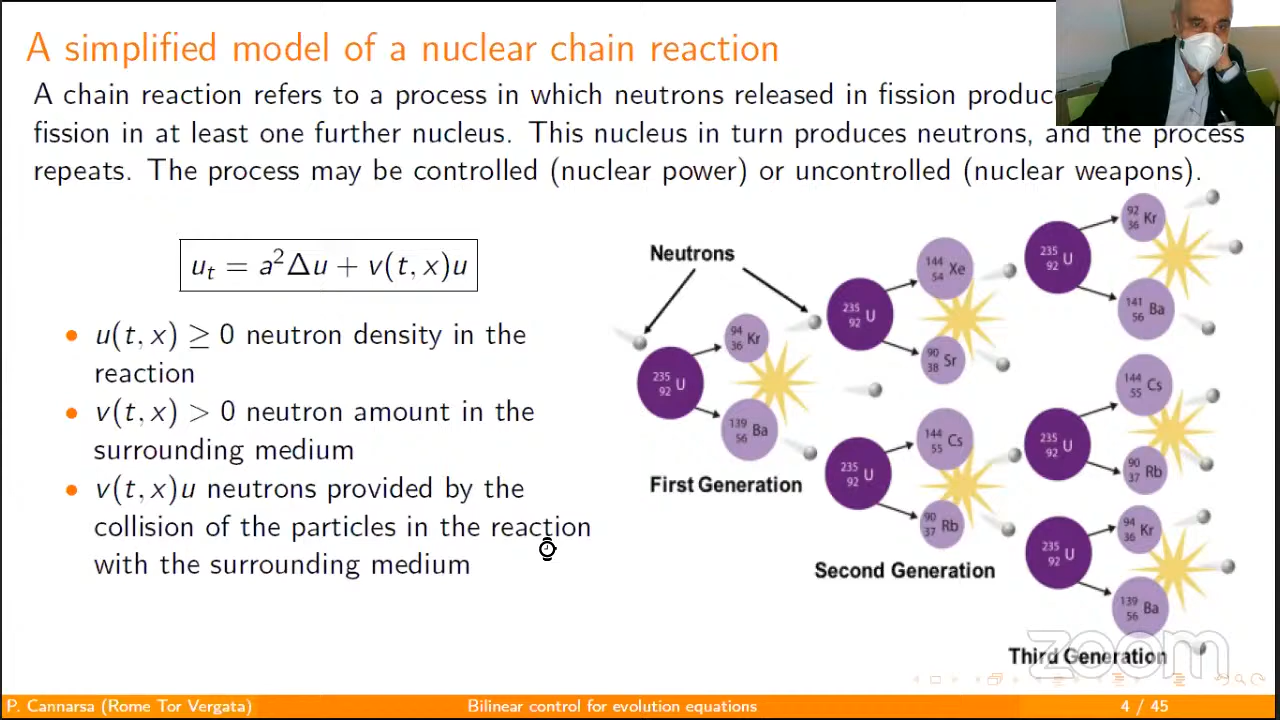 A simplified model of a nuclear chain reaction
A chain reaction refers to a process in which neutrons released in fission produc
fission in at least one further nucleus. This nucleus in turn produces neutrons, and the process
repeats. The process may be controlled (nuclear power) or uncontrolled (nuclear weapons).
u_t = a²Δu + v(t, x)u
• u(t, x) ≥ 0 neutron density in the
reaction
• v(t, x) > 0 neutron amount in the
surrounding medium
• v(t, x)u neutrons provided by the
collision of the particles in the reaction
with the surrounding medium
Neutrons
235 92 U
94 36 Kr
139 56 Ba
First Generation
235 92 U
144 54 Xe
90 38 Sr
235 92 U
144 55 Cs
90 37 Rb
Second Generation
235 92 U
92 36 Kr
141 56 Ba
235 92 U
144 55 Cs
90 37 Rb
235 92 U
94 36 Kr
139 56 Ba
Third Generation
zoom
P. Cannarsa (Rome Tor Vergata)
Bilinear control for evolution equations
4 / 45